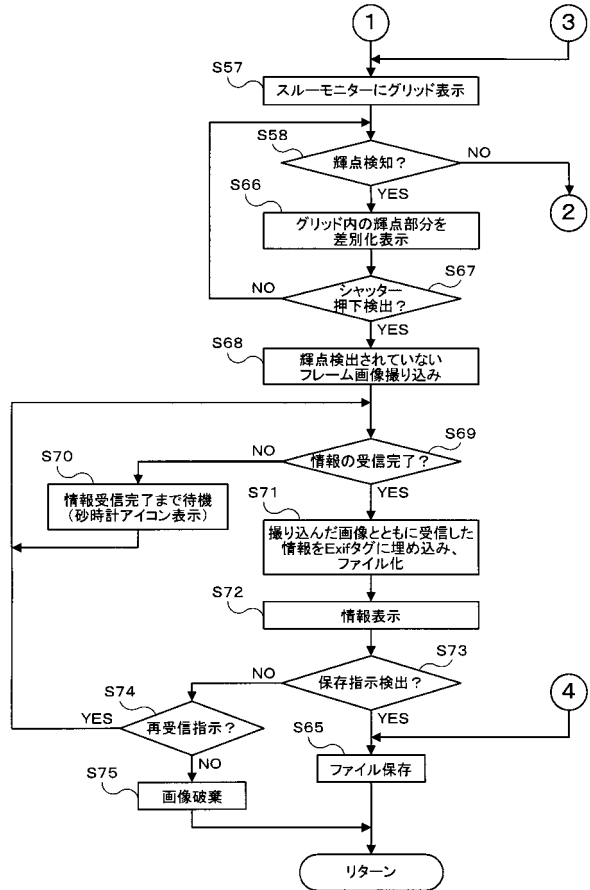 1
3
S57
スルーモニターにグリッド表示
S58
輝点検知？
NO
YES
2
S66
グリッド内の輝点部分を
差別化表示
S67
シャッター
押下検出？
NO
YES
S68
輝点検出されていない
フレーム画像撮り込み
S69
情報の受信完了？
NO
YES
S70
情報受信完了まで待機
（砂時計アイコン表示）
S71
撮り込んだ画像とともに受信した
情報をExifタグに埋め込み、
ファイル化
S72
情報表示
S73
保存指示検出？
NO
YES
S74
再受信指示？
YES
NO
4
S65
ファイル保存
S75
画像破棄
リターン